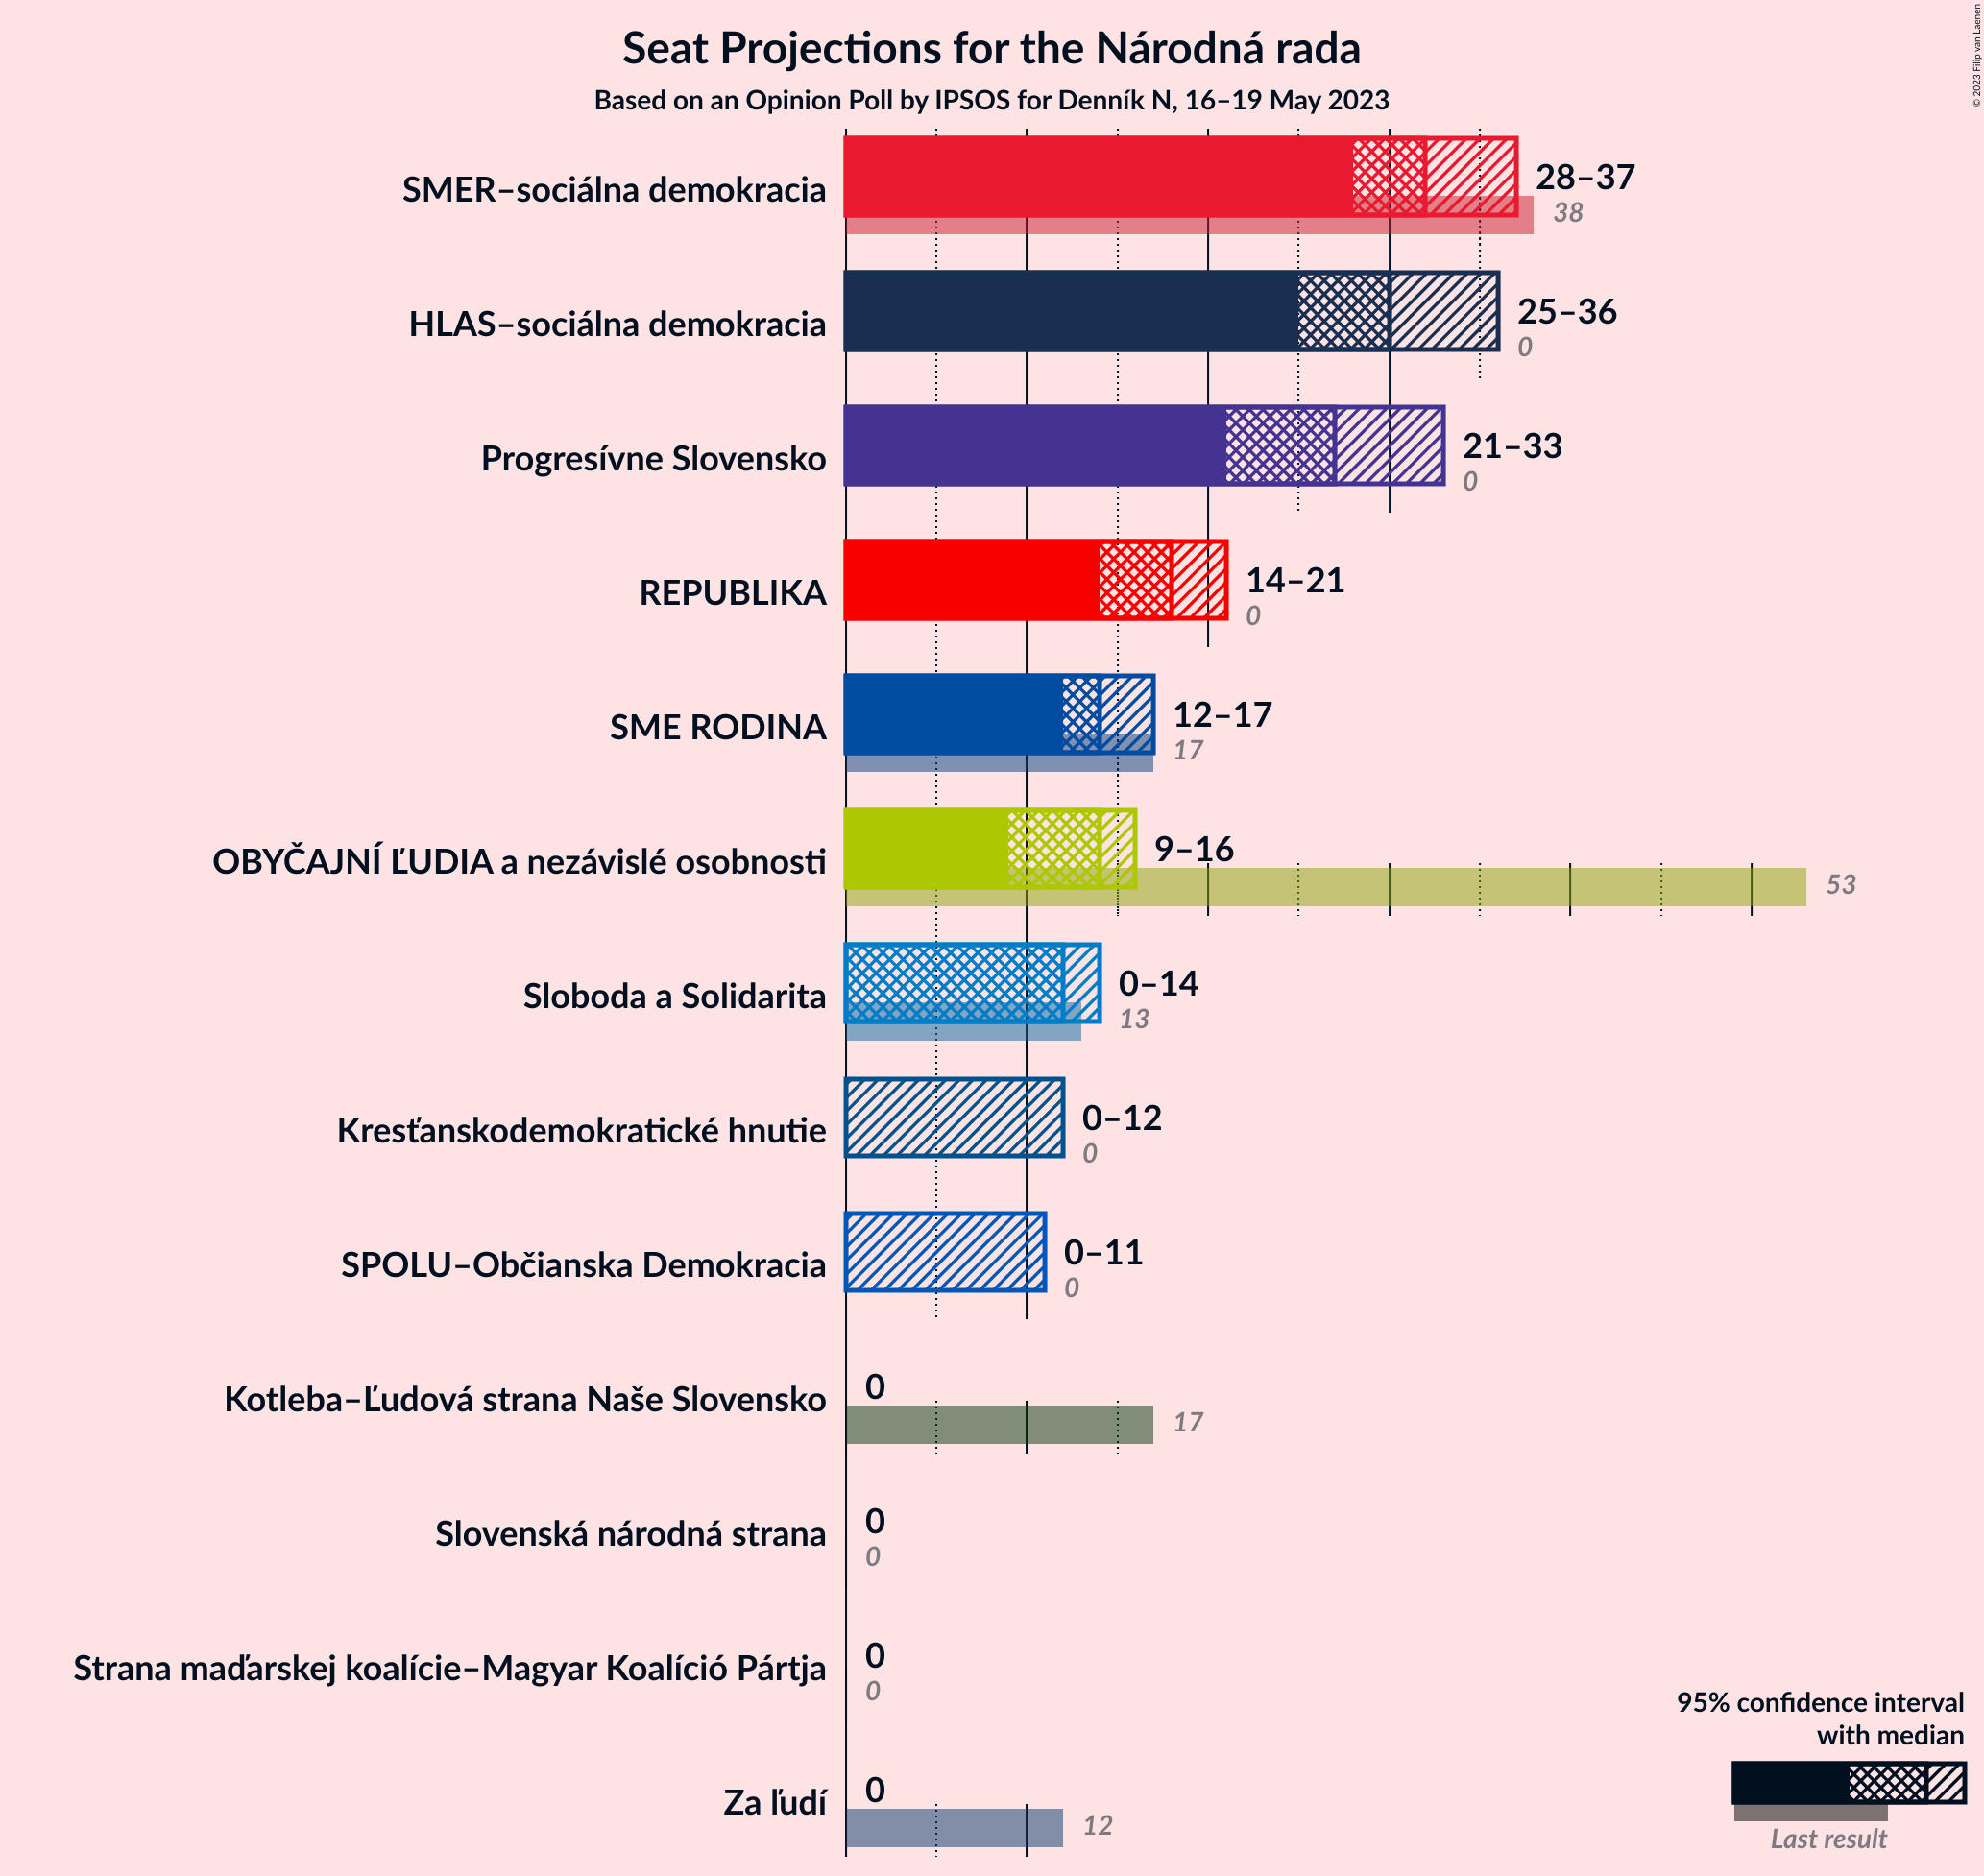 Seat Projections for the Národná rada
Based on an Opinion Poll by IPSOS for Denník N, 16–19 May 2023
© 2023 Filip van Laenen
SMER–sociálna demokracia
28–37
38
HLAS–sociálna demokracia
25–36
0
Progresívne Slovensko
21–33
0
REPUBLIKA
14–21
0
SME RODINA
12–17
17
OBYČAJNÍ ĽUDIA a nezávislé osobnosti
9–16
53
Sloboda a Solidarita
0–14
13
Kresťanskodemokratické hnutie
0–12
0
SPOLU–Občianska Demokracia
0–11
0
Kotleba–Ľudová strana Naše Slovensko
0
17
Slovenská národná strana
0
0
Strana maďarskej koalície–Magyar Koalíció Pártja
0
0
Za ľudí
0
12
95% confidence interval
with median
Last result